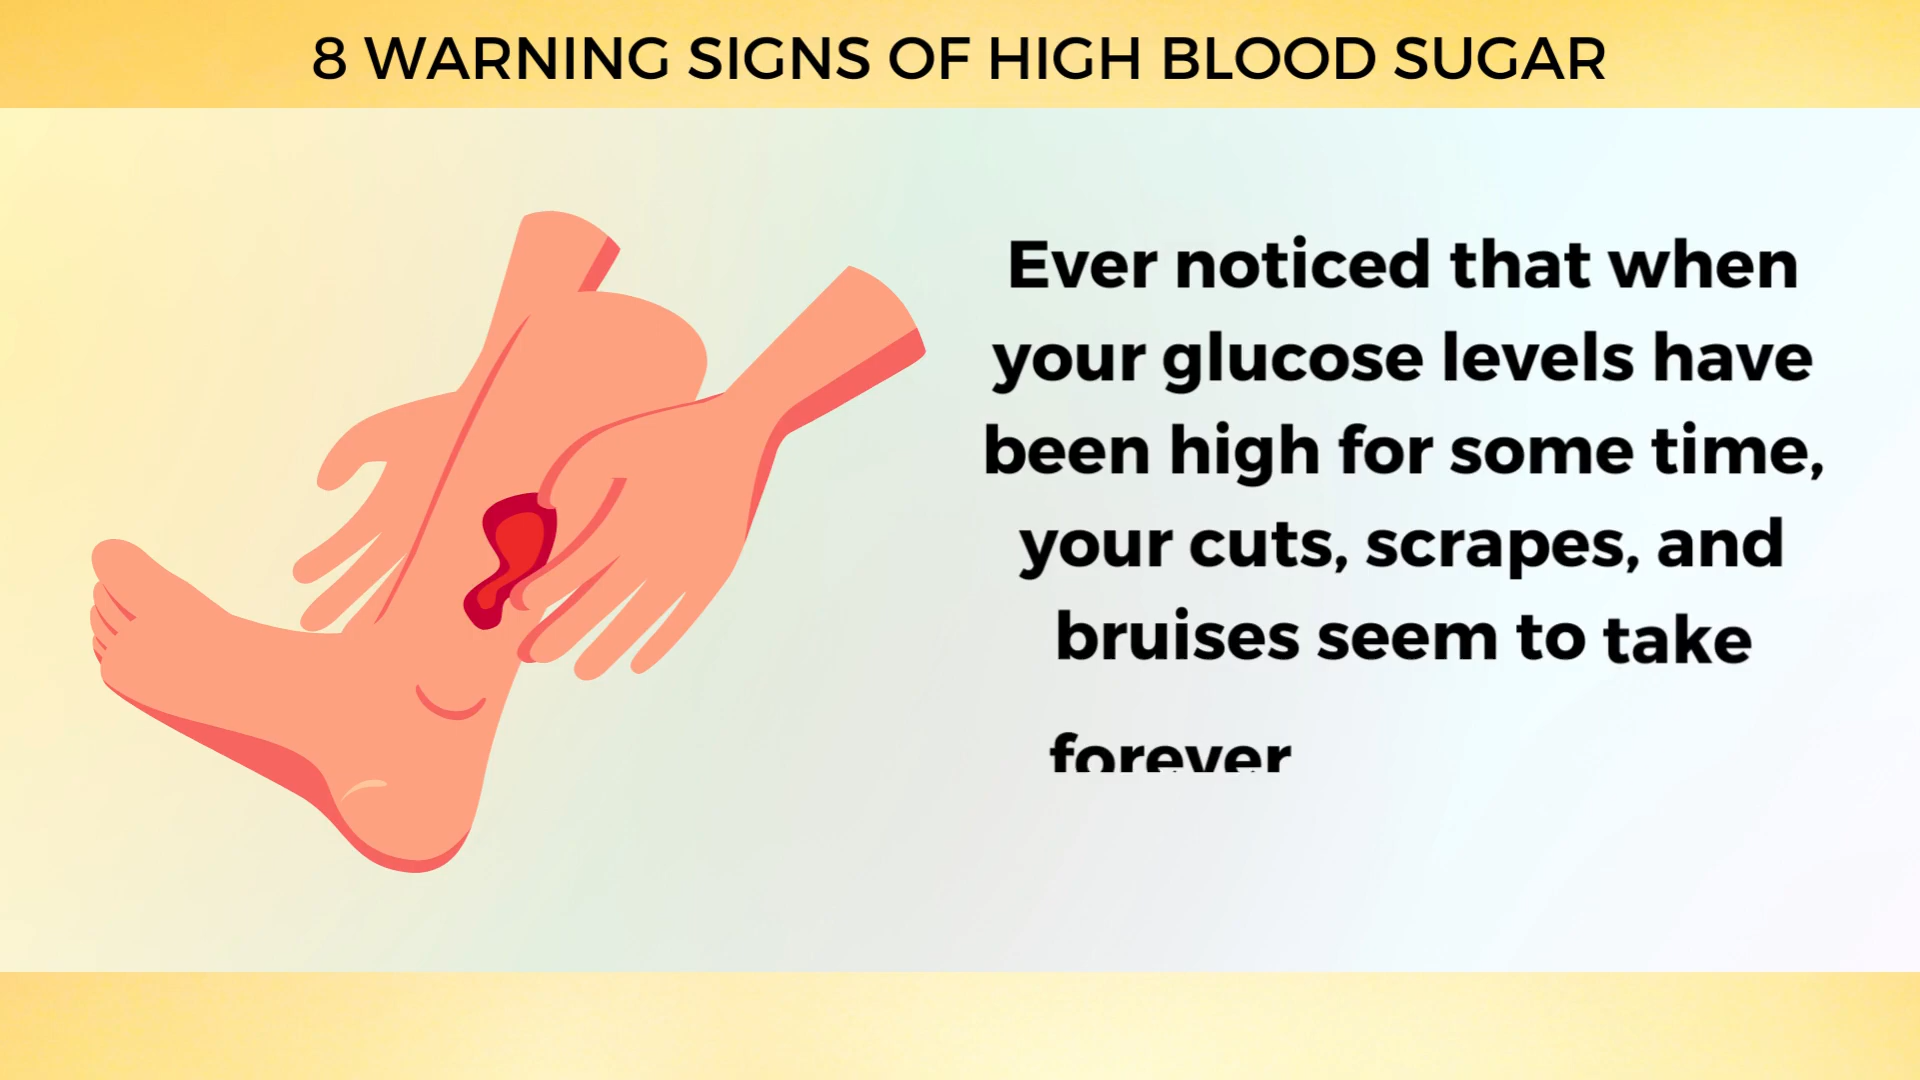 8 WARNING SIGNS OF HIGH BLOOD SUGAR
Ever noticed that when
your glucose levels have
been high for some time,
your cuts, scrapes, and
bruises seem to take
forever